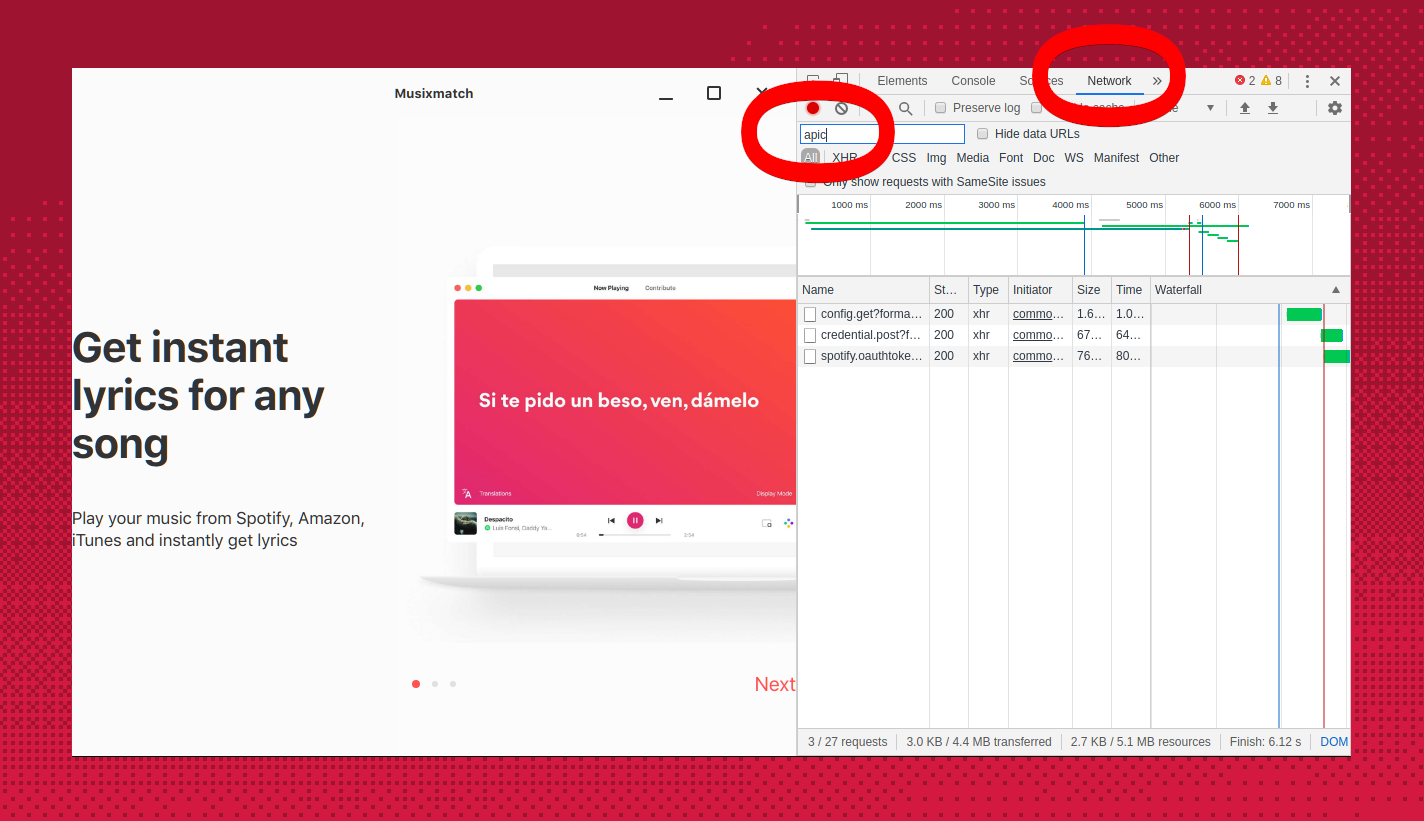 Musixmatch
Get instant
lyrics for any
song
Play your music from Spotify, Amazon,
iTunes and instantly get lyrics
Now Playing Contribute
Si te pido un beso, ven, dámelo
Translations Display Mode
Despacito
Luis Fonsi, Daddy Ya...
0:54 3:54
Next
Elements Console Network » 2 8
Preserve log
apic Hide data URLs
All XHR CSS Img Media Font Doc WS Manifest Other
Only show requests with SameSite issues
1000 ms 2000 ms 3000 ms 4000 ms 5000 ms 6000 ms 7000 ms
Name St... Type Initiator Size Time Waterfall
config.get?forma... 200 xhr commo... 1.6... 1.0...
credential.post?f... 200 xhr commo... 67... 64...
spotify.oauthtoke... 200 xhr commo... 76... 80...
3 / 27 requests 3.0 KB / 4.4 MB transferred 2.7 KB / 5.1 MB resources Finish: 6.12 s DOM